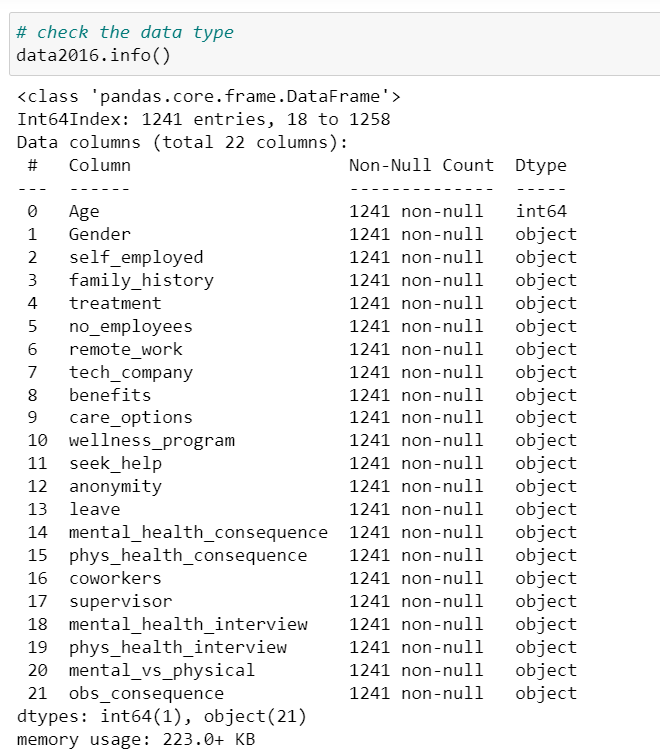 # check the data type
data2016.info()
<class 'pandas.core.frame.DataFrame'>
Int64Index: 1241 entries, 18 to 1258
Data columns (total 22 columns):
 #   Column                     Non-Null Count  Dtype
---  ------                     --------------  -----
 0   Age                        1241 non-null   int64
 1   Gender                     1241 non-null   object
 2   self_employed              1241 non-null   object
 3   family_history             1241 non-null   object
 4   treatment                  1241 non-null   object
 5   no_employees               1241 non-null   object
 6   remote_work                1241 non-null   object
 7   tech_company               1241 non-null   object
 8   benefits                   1241 non-null   object
 9   care_options               1241 non-null   object
 10  wellness_program           1241 non-null   object
 11  seek_help                  1241 non-null   object
 12  anonymity                  1241 non-null   object
 13  leave                      1241 non-null   object
 14  mental_health_consequence  1241 non-null   object
 15  phys_health_consequence    1241 non-null   object
 16  coworkers                  1241 non-null   object
 17  supervisor                 1241 non-null   object
 18  mental_health_interview    1241 non-null   object
 19  phys_health_interview      1241 non-null   object
 20  mental_vs_physical         1241 non-null   object
 21  obs_consequence            1241 non-null   object
dtypes: int64(1), object(21)
memory usage: 223.0+ KB